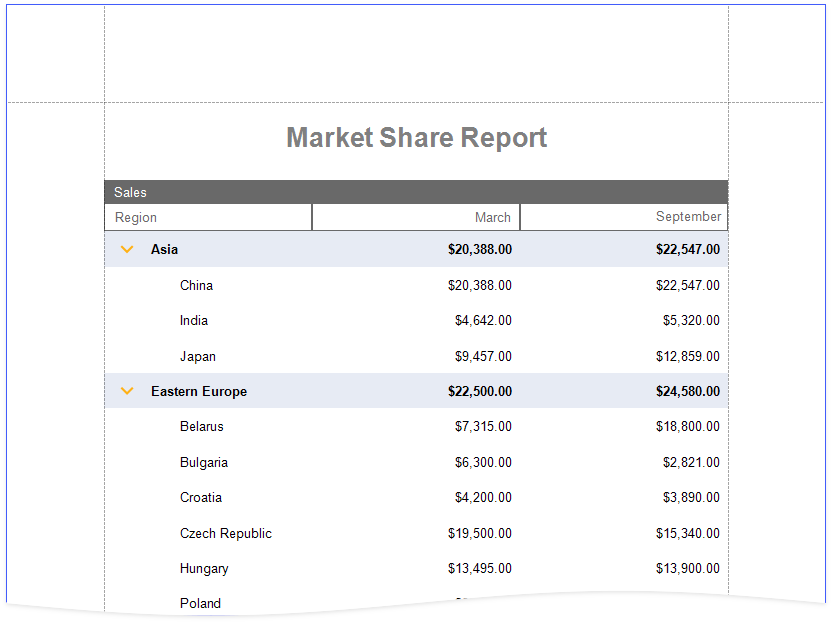 Market Share Report
Sales
Region March September
Asia $20,388.00 $22,547.00
China $20,388.00 $22,547.00
India $4,642.00 $5,320.00
Japan $9,457.00 $12,859.00
Eastern Europe $22,500.00 $24,580.00
Belarus $7,315.00 $18,800.00
Bulgaria $6,300.00 $2,821.00
Croatia $4,200.00 $3,890.00
Czech Republic $19,500.00 $15,340.00
Hungary $13,495.00 $13,900.00
Poland